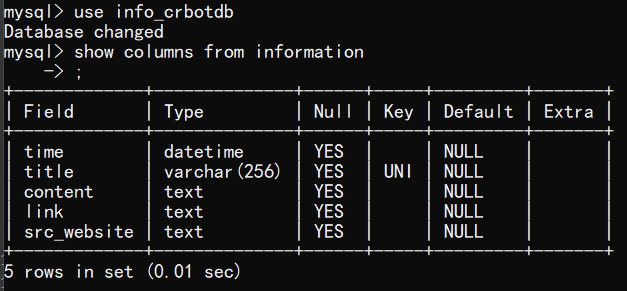 mysql> use info_crbotdb
Database changed
mysql> show columns from information
    -> ;
+-------------+--------------+------+-----+---------+-------+
| Field       | Type         | Null | Key | Default | Extra |
+-------------+--------------+------+-----+---------+-------+
| time        | datetime     | YES  |     | NULL    |       |
| title       | varchar(256) | YES  | UNI | NULL    |       |
| content     | text         | YES  |     | NULL    |       |
| link        | text         | YES  |     | NULL    |       |
| src_website | text         | YES  |     | NULL    |       |
+-------------+--------------+------+-----+---------+-------+
5 rows in set (0.01 sec)